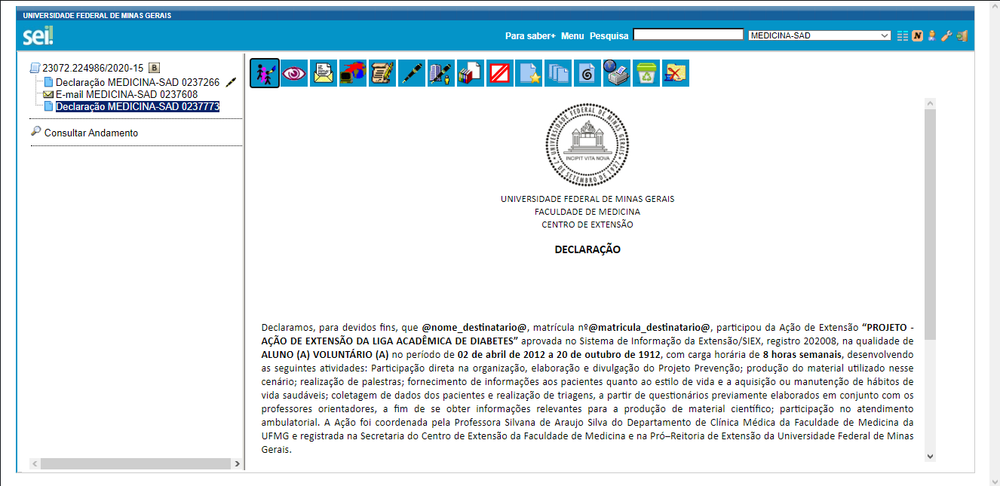 UNIVERSIDADE FEDERAL DE MINAS GERAIS
sei!
Para saber+ Menu Pesquisa MEDICINA-SAD N
23072.224986/2020-15 B
Declaração MEDICINA-SAD 0237266
E-mail MEDICINA-SAD 0237608
Declaração MEDICINA-SAD 0237773
Consultar Andamento
UNIVERSIDADE FEDERAL DE MINAS GERAIS
INCIPIT VITA NOVA
7 DE SETEMBRO DE 1927
UNIVERSIDADE FEDERAL DE MINAS GERAIS
FACULDADE DE MEDICINA
CENTRO DE EXTENSÃO
DECLARAÇÃO
Declaramos, para devidos fins, que @nome_destinatario@, matrícula nº@matricula_destinatario@, participou da Ação de Extensão “PROJETO -
AÇÃO DE EXTENSÃO DA LIGA ACADÊMICA DE DIABETES” aprovada no Sistema de Informação da Extensão/SIEX, registro 202008, na qualidade de
ALUNO (A) VOLUNTÁRIO (A) no período de 02 de abril de 2012 a 20 de outubro de 1912, com carga horária de 8 horas semanais, desenvolvendo
as seguintes atividades: Participação direta na organização, elaboração e divulgação do Projeto Prevenção; produção do material utilizado nesse
cenário; realização de palestras; fornecimento de informações aos pacientes quanto ao estilo de vida e a aquisição ou manutenção de hábitos de
vida saudáveis; coletagem de dados dos pacientes e realização de triagens, a partir de questionários previamente elaborados em conjunto com os
professores orientadores, a fim de se obter informações relevantes para a produção de material científico; participação no atendimento
ambulatorial. A Ação foi coordenada pela Professora Silvana de Araujo Silva do Departamento de Clínica Médica da Faculdade de Medicina da
UFMG e registrada na Secretaria do Centro de Extensão da Faculdade de Medicina e na Pró–Reitoria de Extensão da Universidade Federal de Minas
Gerais.